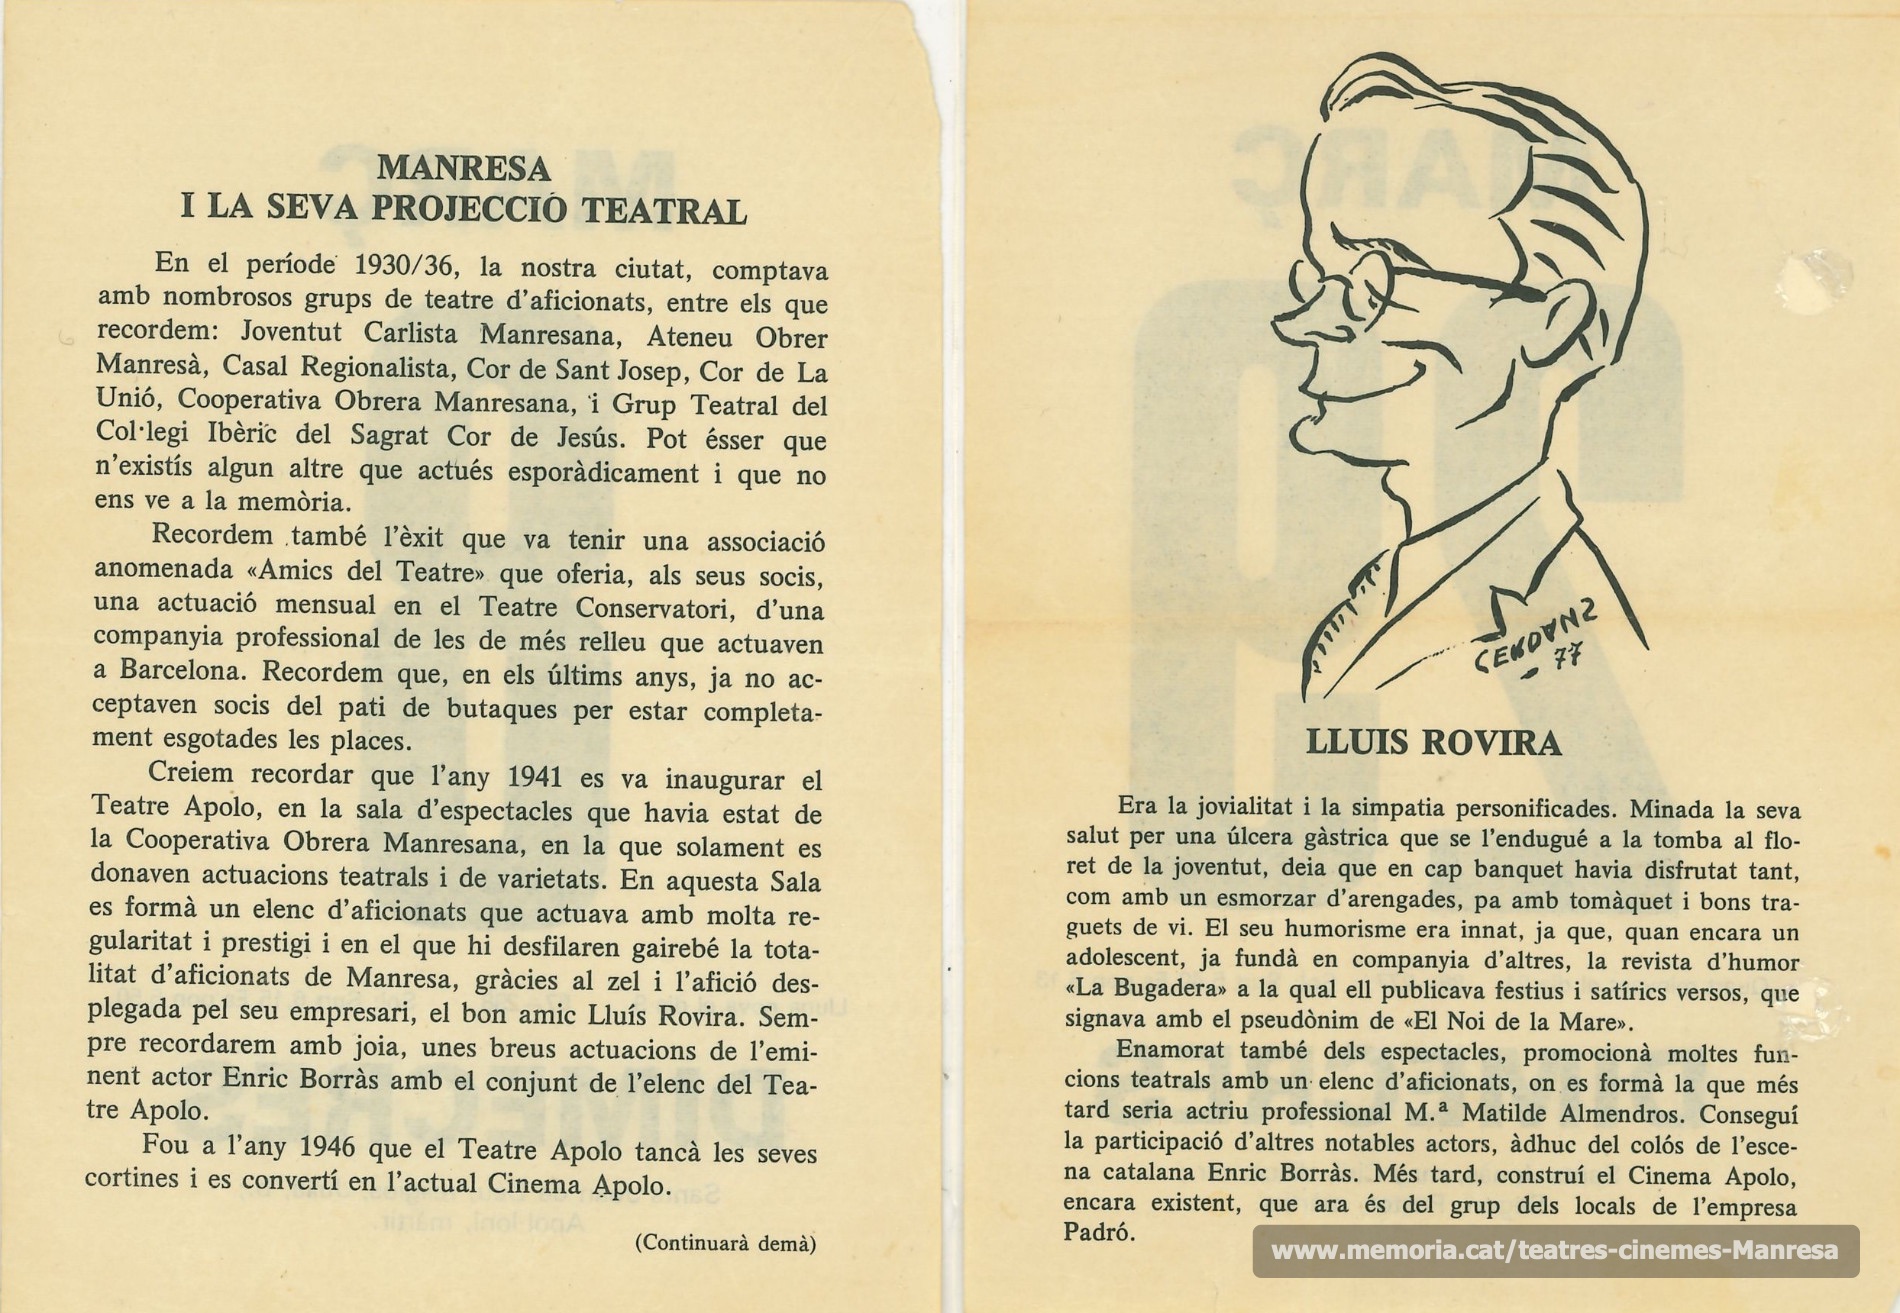 MANRESA
I LA SEVA PROJECCIÓ TEATRAL
En el període 1930/36, la nostra ciutat, comptava
amb nombrosos grups de teatre d'aficionats, entre els que
recordem: Joventut Carlista Manresana, Ateneu Obrer
Manresà, Casal Regionalista, Cor de Sant Josep, Cor de La
Unió, Cooperativa Obrera Manresana, i Grup Teatral del
Col·legi Ibèric del Sagrat Cor de Jesús. Pot ésser que
n'existís algun altre que actués esporàdicament i que no
ens ve a la memòria.
Recordem també l'èxit que va tenir una associació
anomenada «Amics del Teatre» que oferia, als seus socis,
una actuació mensual en el Teatre Conservatori, d'una
companyia professional de les de més relleu que actuaven
a Barcelona. Recordem que, en els últims anys, ja no ac-
ceptaven socis del pati de butaques per estar completa-
ment esgotades les places.
Creiem recordar que l'any 1941 es va inaugurar el
Teatre Apolo, en la sala d'espectacles que havia estat de
la Cooperativa Obrera Manresana, en la que solament es
donaven actuacions teatrals i de varietats. En aquesta Sala
es formà un elenc d'aficionats que actuava amb molta re-
gularitat i prestigi i en el que hi desfilaren gairebé la tota-
litat d'aficionats de Manresa, gràcies al zel i l'afició des-
plegada pel seu empresari, el bon amic Lluís Rovira. Sem-
pre recordarem amb joia, unes breus actuacions de l'emi-
nent actor Enric Borràs amb el conjunt de l'elenc del Tea-
tre Apolo.
Fou a l'any 1946 que el Teatre Apolo tancà les seves
cortines i es convertí en l'actual Cinema Apolo.
(Continuarà demà)
CERDANS
77
LLUIS ROVIRA
Era la jovialitat i la simpatia personificades. Minada la seva
salut per una úlcera gàstrica que se l'endugué a la tomba al flo-
ret de la joventut, deia que en cap banquet havia disfrutat tant,
com amb un esmorzar d'arengades, pa amb tomàquet i bons tra-
guets de vi. El seu humorisme era innat, ja que, quan encara un
adolescent, ja fundà en companyia d'altres, la revista d'humor
«La Bugadera» a la qual ell publicava festius i satírics versos, que
signava amb el pseudònim de «El Noi de la Mare».
Enamorat també dels espectacles, promocionà moltes fun-
cions teatrals amb un elenc d'aficionats, on es formà la que més
tard seria actriu professional M.ª Matilde Almendros. Conseguí
la participació d'altres notables actors, àdhuc del colós de l'esce-
na catalana Enric Borràs. Més tard, construí el Cinema Apolo,
encara existent, que ara és del grup dels locals de l'empresa
Padró.
www.memoria.cat/teatres-cinemes-Manresa